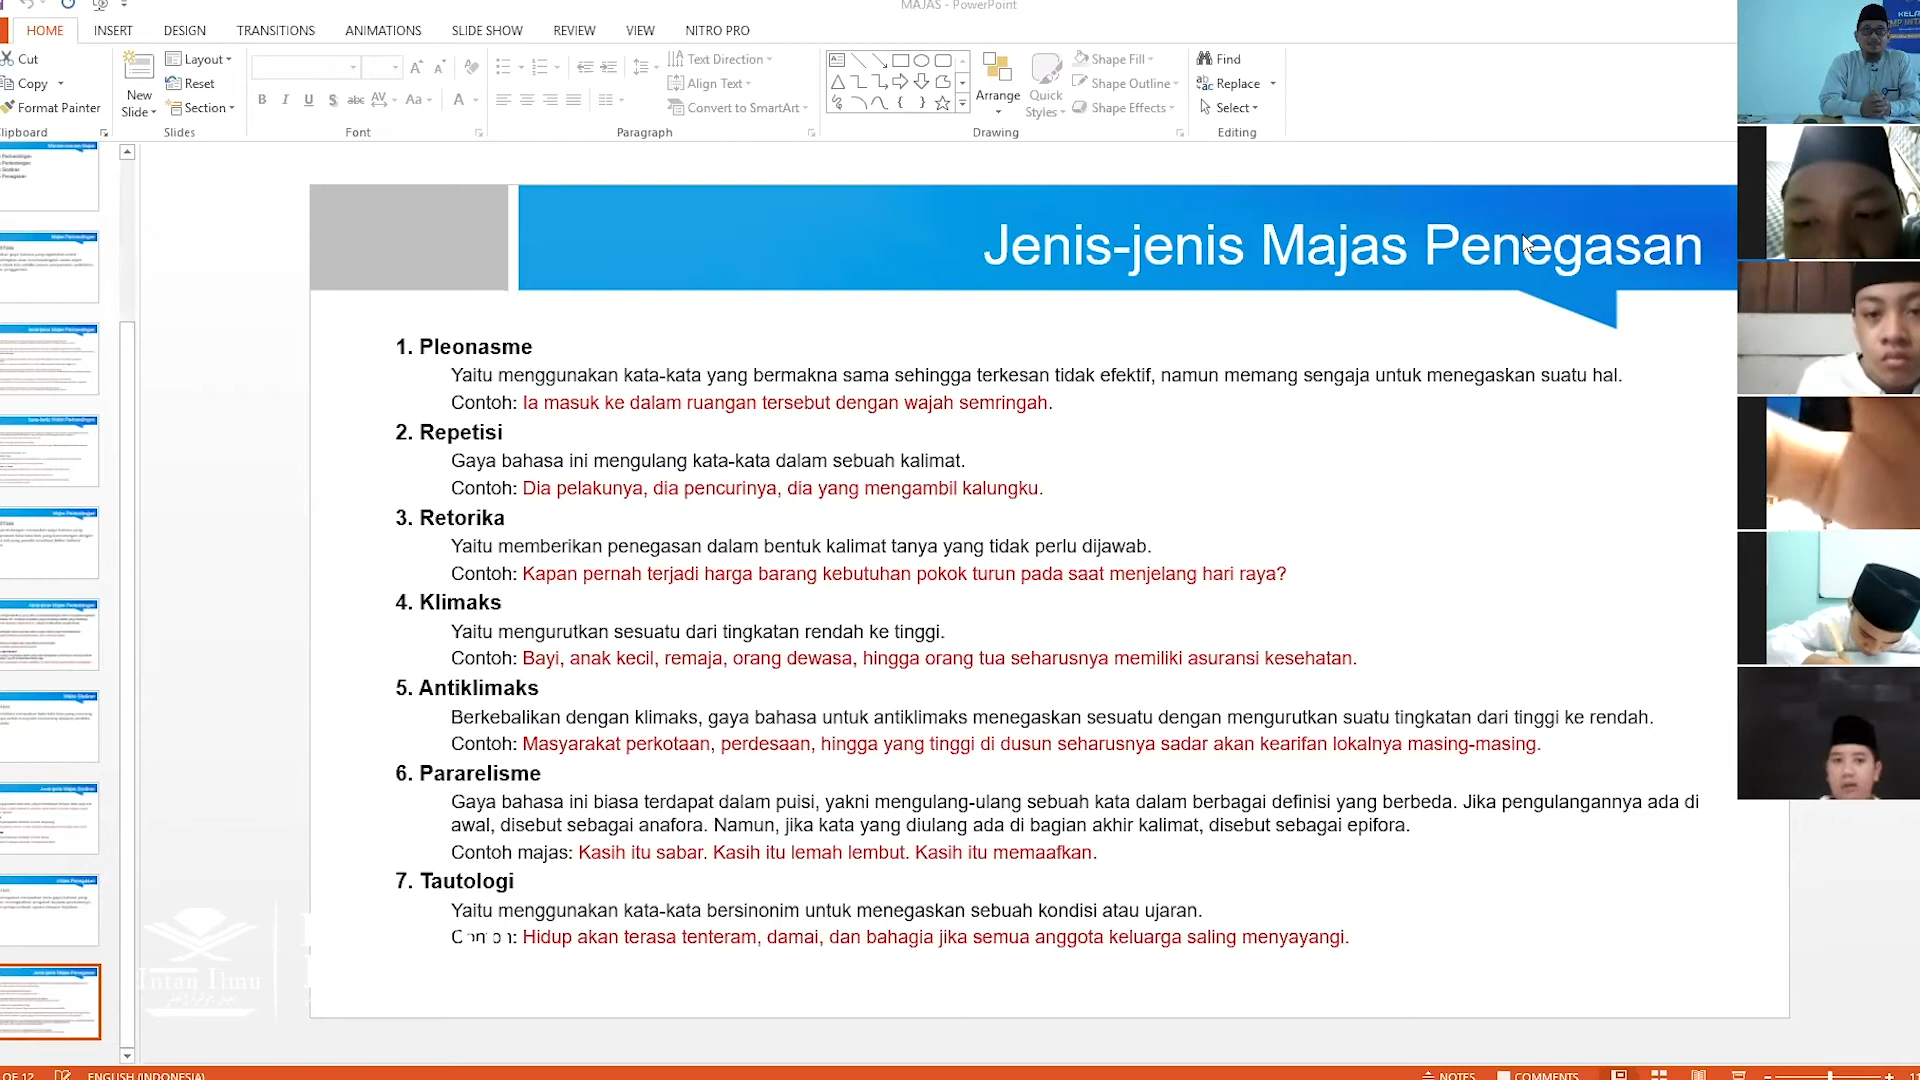 MAJAS - PowerPoint
HOME INSERT DESIGN TRANSITIONS ANIMATIONS SLIDE SHOW REVIEW VIEW NITRO PRO
Cut
Copy
Format Painter
Clipboard
New Slide
Layout
Reset
Section
Slides
Font
Text Direction
Align Text
Convert to SmartArt
Paragraph
Arrange
Quick Styles
Shape Fill
Shape Outline
Shape Effects
Drawing
Find
Replace
Select
Editing
Jenis-jenis Majas Penegasan
1. Pleonasme
Yaitu menggunakan kata-kata yang bermakna sama sehingga terkesan tidak efektif, namun memang sengaja untuk menegaskan suatu hal.
Contoh: Ia masuk ke dalam ruangan tersebut dengan wajah semringah.
2. Repetisi
Gaya bahasa ini mengulang kata-kata dalam sebuah kalimat.
Contoh: Dia pelakunya, dia pencurinya, dia yang mengambil kalungku.
3. Retorika
Yaitu memberikan penegasan dalam bentuk kalimat tanya yang tidak perlu dijawab.
Contoh: Kapan pernah terjadi harga barang kebutuhan pokok turun pada saat menjelang hari raya?
4. Klimaks
Yaitu mengurutkan sesuatu dari tingkatan rendah ke tinggi.
Contoh: Bayi, anak kecil, remaja, orang dewasa, hingga orang tua seharusnya memiliki asuransi kesehatan.
5. Antiklimaks
Berkebalikan dengan klimaks, gaya bahasa untuk antiklimaks menegaskan sesuatu dengan mengurutkan suatu tingkatan dari tinggi ke rendah.
Contoh: Masyarakat perkotaan, perdesaan, hingga yang tinggi di dusun seharusnya sadar akan kearifan lokalnya masing-masing.
6. Pararelisme
Gaya bahasa ini biasa terdapat dalam puisi, yakni mengulang-ulang sebuah kata dalam berbagai definisi yang berbeda. Jika pengulangannya ada di
awal, disebut sebagai anafora. Namun, jika kata yang diulang ada di bagian akhir kalimat, disebut sebagai epifora.
Contoh majas: Kasih itu sabar. Kasih itu lemah lembut. Kasih itu memaafkan.
7. Tautologi
Yaitu menggunakan kata-kata bersinonim untuk menegaskan sebuah kondisi atau ujaran.
Contoh: Hidup akan terasa tenteram, damai, dan bahagia jika semua anggota keluarga saling menyayangi.
Intan Ilmu
OF 12 ENGLISH (INDONESIA) NOTES COMMENTS